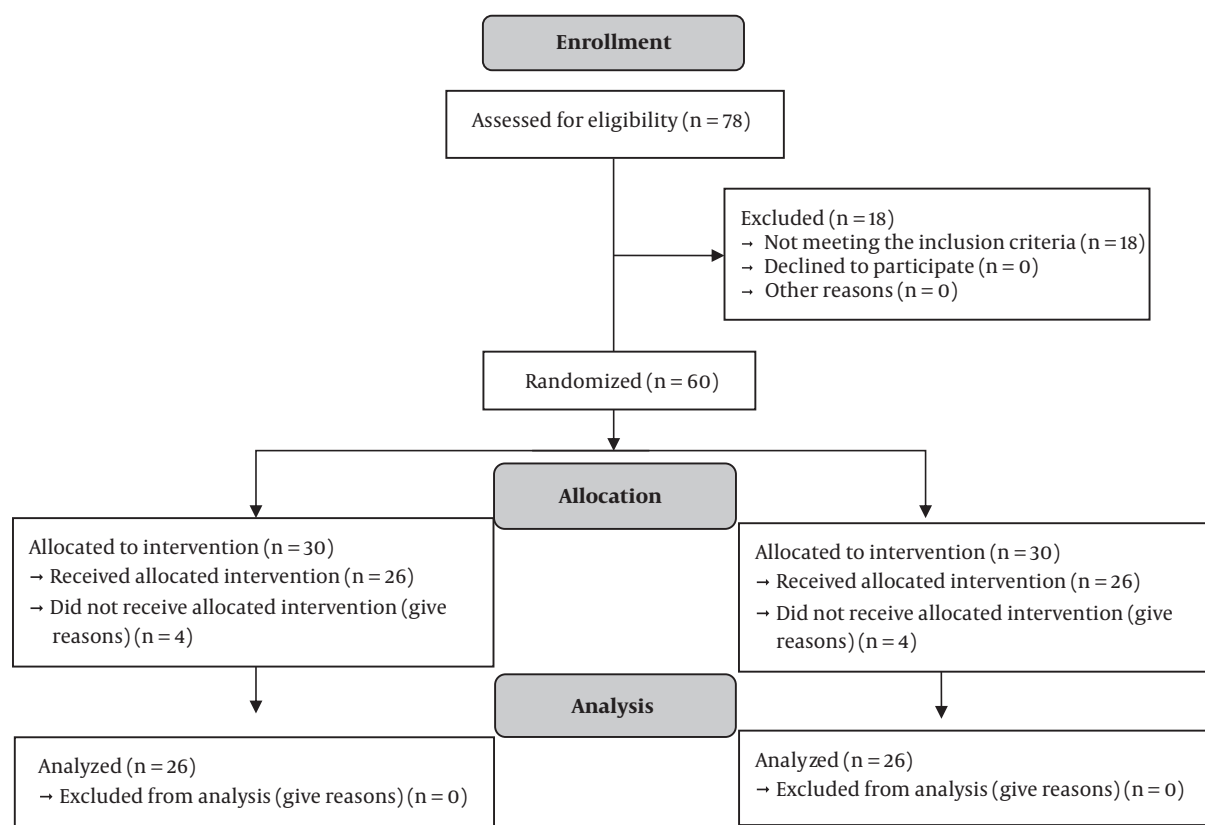 Enrollment
Assessed for eligibility (n = 78)
Excluded (n = 18)
→ Not meeting the inclusion criteria (n = 18)
→ Declined to participate (n = 0)
→ Other reasons (n = 0)
Randomized (n = 60)
Allocation
Allocated to intervention (n = 30)
→ Received allocated intervention (n = 26)
→ Did not receive allocated intervention (give
reasons) (n = 4)
Allocated to intervention (n = 30)
→ Received allocated intervention (n = 26)
→ Did not receive allocated intervention (give
reasons) (n = 4)
Analysis
Analyzed (n = 26)
→ Excluded from analysis (give reasons) (n = 0)
Analyzed (n = 26)
→ Excluded from analysis (give reasons) (n = 0)